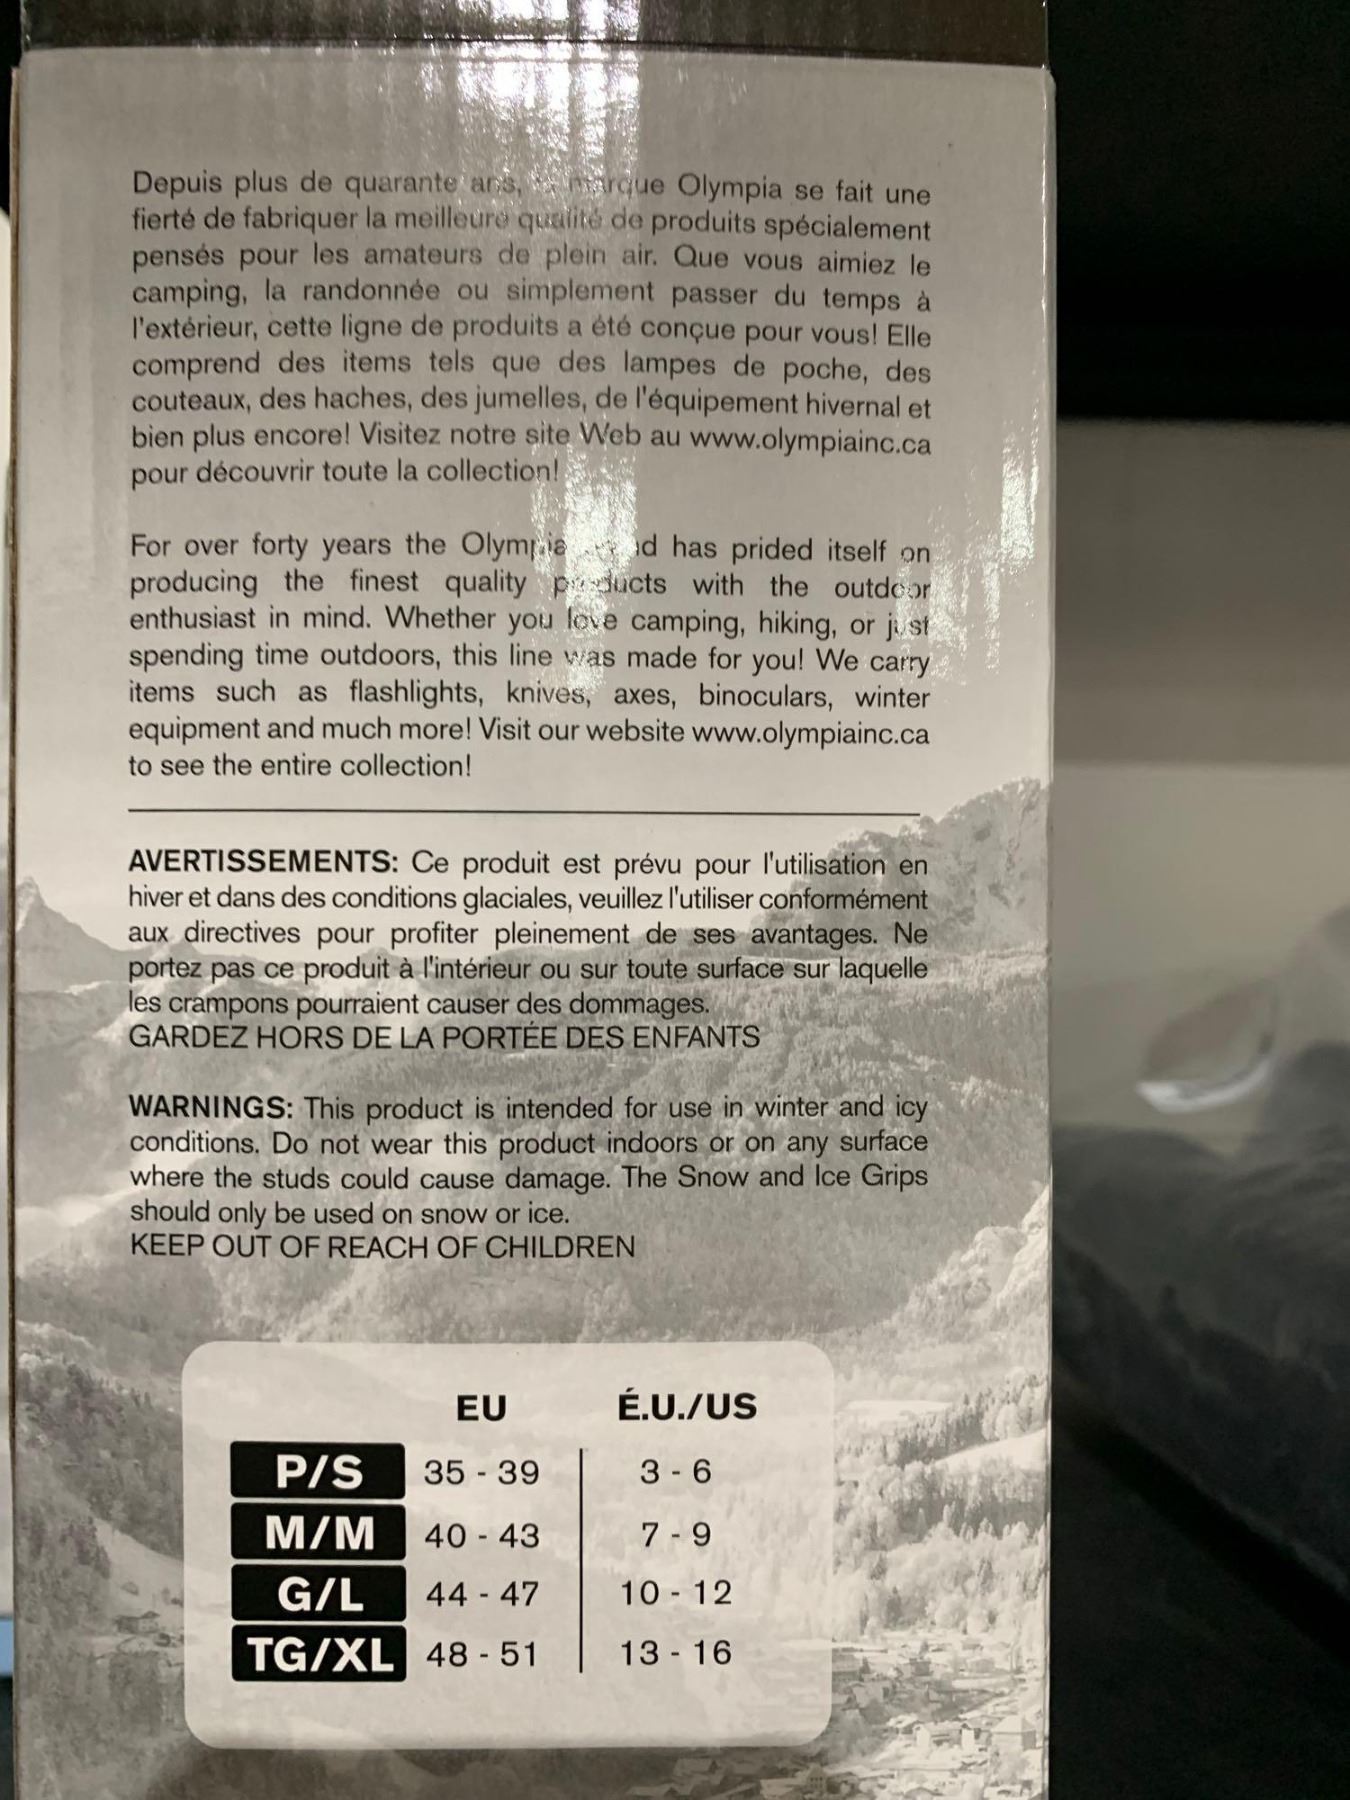 Depuis plus de quarante ans, marque Olympia se fait une
fierté de fabriquer la meilleure qualité de produits spécialement
pensés pour les amateurs de plein air. Que vous aimiez le
camping, la randonnée ou simplement passer du temps à
l'extérieur, cette ligne de produits a été conçue pour vous! Elle
comprend des items tels que des lampes de poche, des
couteaux, des haches, des jumelles, de l'équipement hivernal et
bien plus encore! Visitez notre site Web au www.olympiainc.ca
pour découvrir toute la collection!
For over forty years the Olympia has prided itself on
producing the finest quality products with the outdoor
enthusiast in mind. Whether you love camping, hiking, or just
spending time outdoors, this line was made for you! We carry
items such as flashlights, knives, axes, binoculars, winter
equipment and much more! Visit our website www.olympiainc.ca
to see the entire collection!
AVERTISSEMENTS: Ce produit est prévu pour l'utilisation en
hiver et dans des conditions glaciales, veuillez l'utiliser conformément
aux directives pour profiter pleinement de ses avantages. Ne
portez pas ce produit à l'intérieur ou sur toute surface sur laquelle
les crampons pourraient causer des dommages.
GARDEZ HORS DE LA PORTÉE DES ENFANTS
WARNINGS: This product is intended for use in winter and icy
conditions. Do not wear this product indoors or on any surface
where the studs could cause damage. The Snow and Ice Grips
should only be used on snow or ice.
KEEP OUT OF REACH OF CHILDREN
EU É.U./US
P/S 35 - 39 3 - 6
M/M 40 - 43 7 - 9
G/L 44 - 47 10 - 12
TG/XL 48 - 51 13 - 16